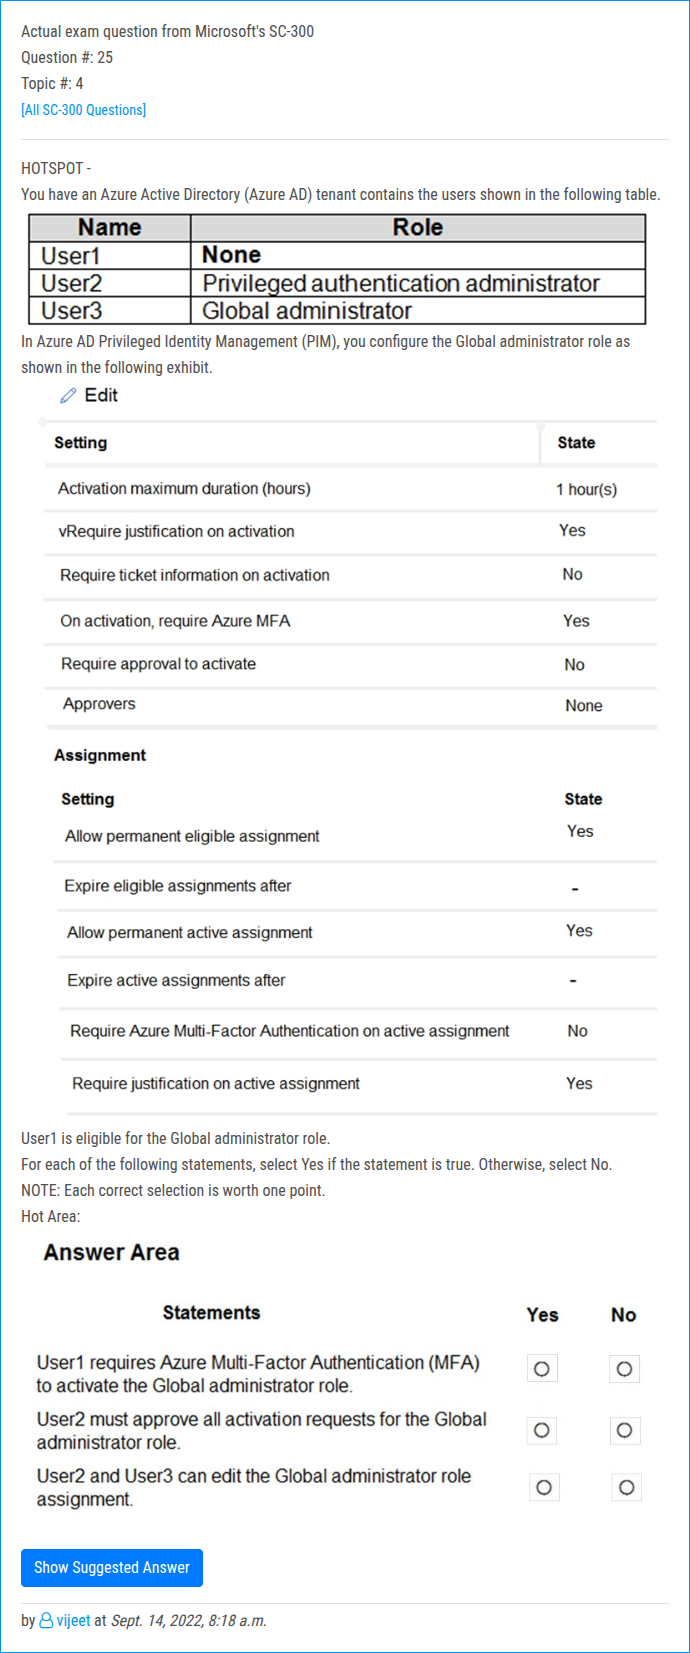 Actual exam question from Microsoft's SC-300
Question #: 25
Topic #: 4
[All SC-300 Questions]
HOTSPOT -
You have an Azure Active Directory (Azure AD) tenant contains the users shown in the following table.
Name Role
User1 None
User2 Privileged authentication administrator
User3 Global administrator
In Azure AD Privileged Identity Management (PIM), you configure the Global administrator role as
shown in the following exhibit.
Edit
Setting State
Activation maximum duration (hours) 1 hour(s)
vRequire justification on activation Yes
Require ticket information on activation No
On activation, require Azure MFA Yes
Require approval to activate No
Approvers None
Assignment
Setting State
Allow permanent eligible assignment Yes
Expire eligible assignments after -
Allow permanent active assignment Yes
Expire active assignments after -
Require Azure Multi-Factor Authentication on active assignment No
Require justification on active assignment Yes
User1 is eligible for the Global administrator role.
For each of the following statements, select Yes if the statement is true. Otherwise, select No.
NOTE: Each correct selection is worth one point.
Hot Area:
Answer Area
Statements Yes No
User1 requires Azure Multi-Factor Authentication (MFA)
to activate the Global administrator role.
User2 must approve all activation requests for the Global
administrator role.
User2 and User3 can edit the Global administrator role
assignment.
Show Suggested Answer
by vijeet at Sept. 14, 2022, 8:18 a.m.